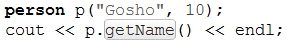 person p("Gosho", 10);
cout << p.getName() << endl;